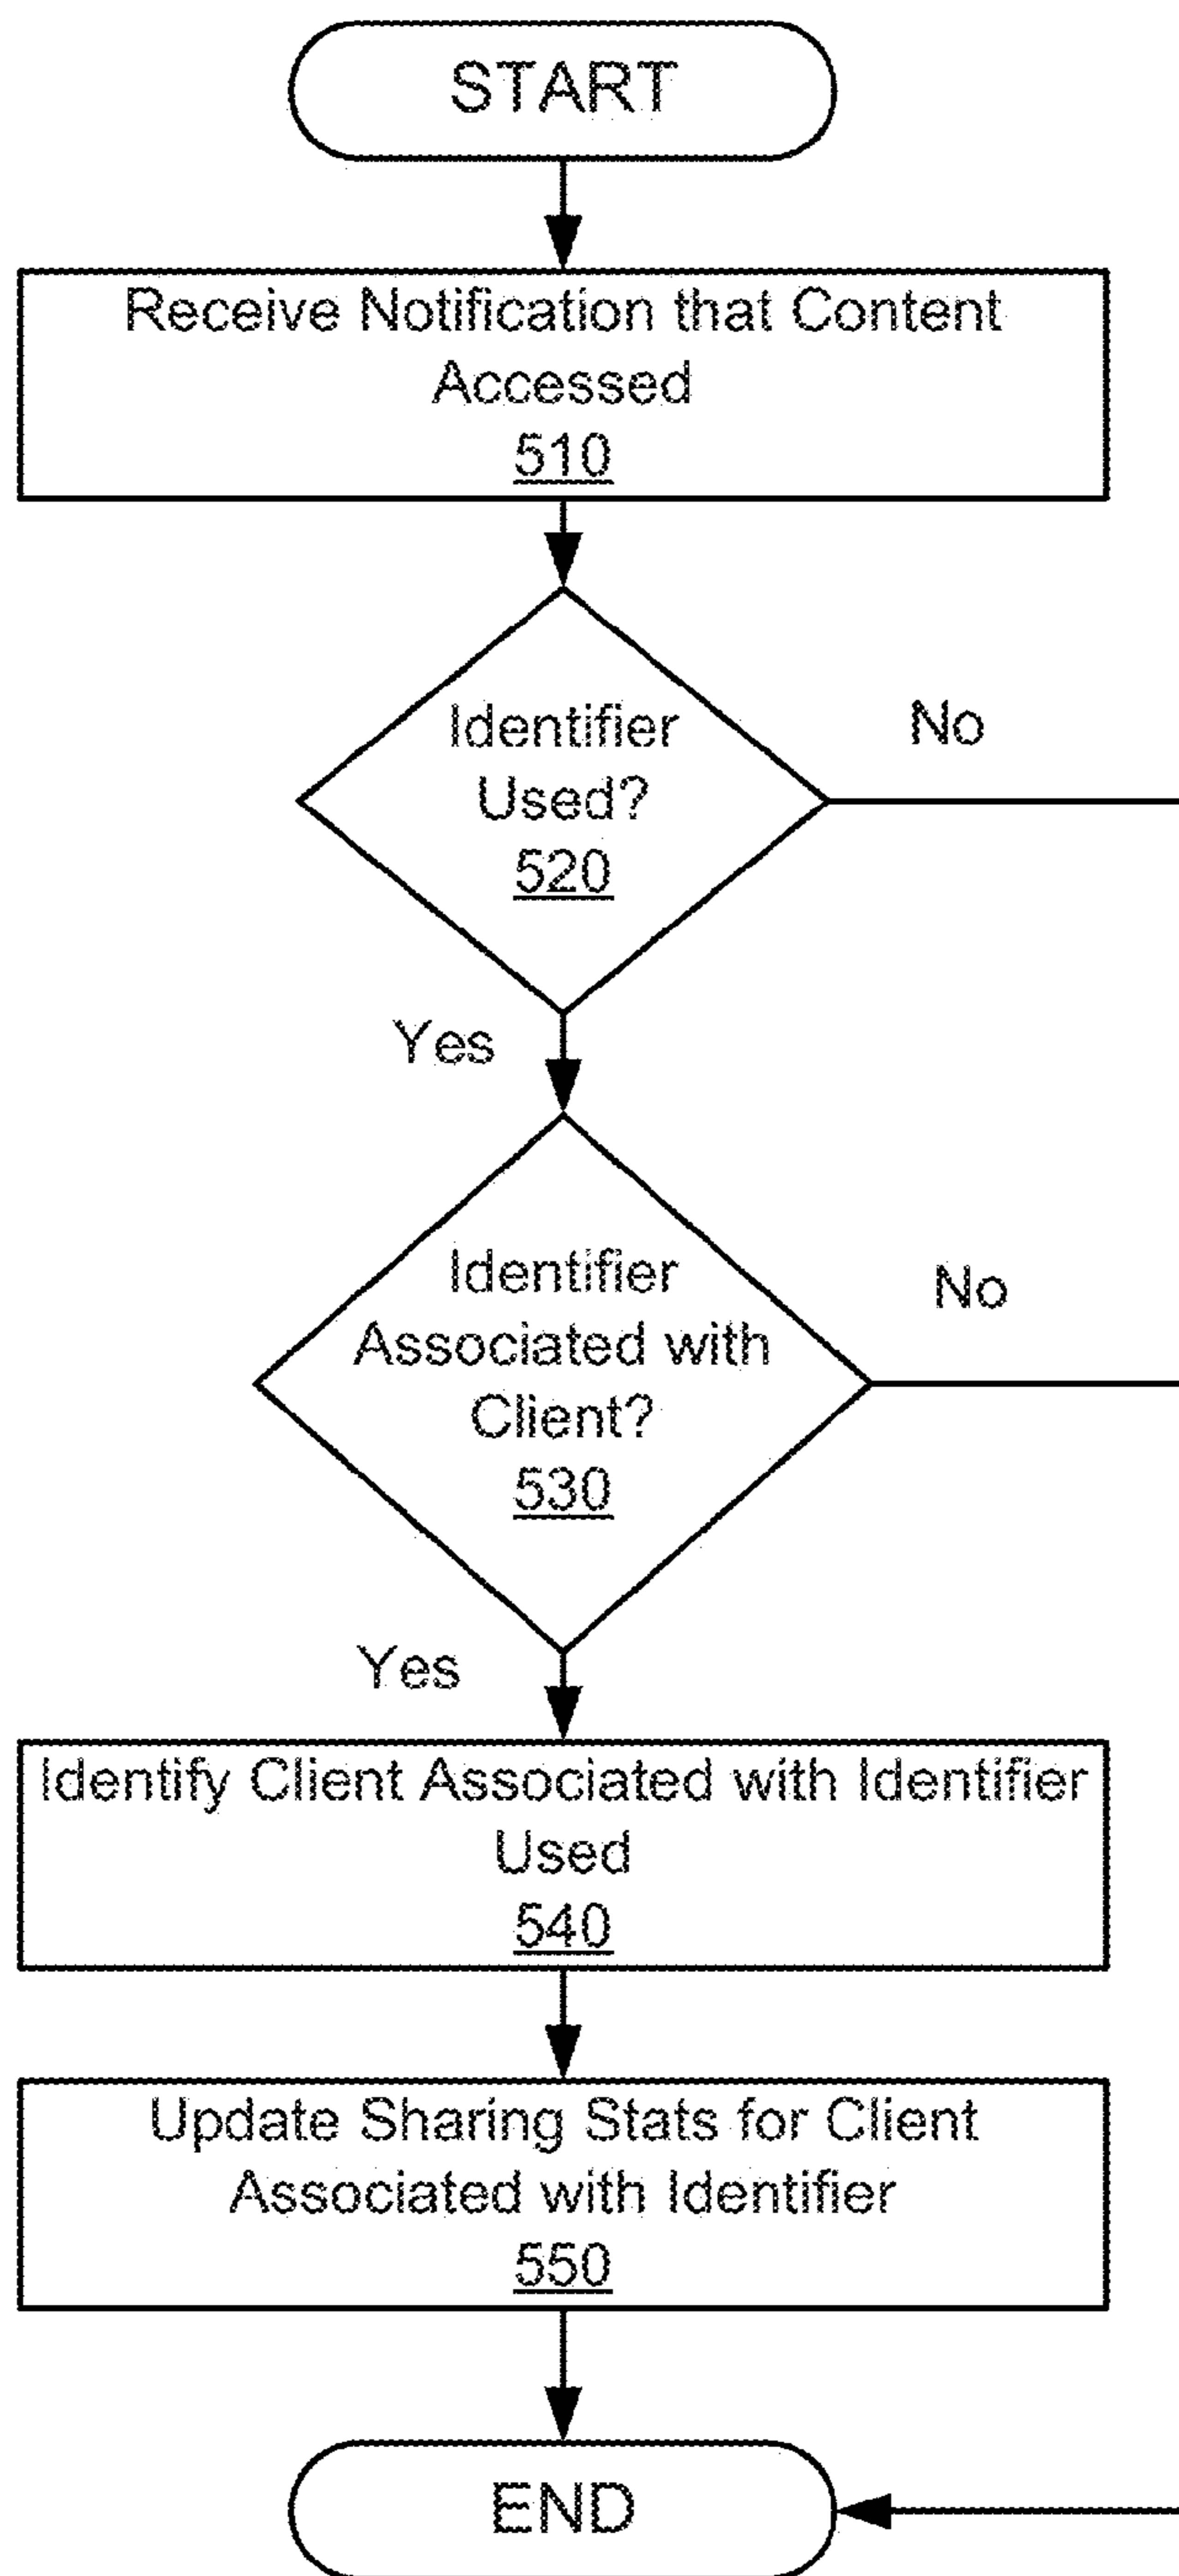 START
Receive Notification that Content
Accessed
510
Identifier
Used?
520
No
Yes
Identifier
Associated with
Client?
530
No
Yes
Identify Client Associated with Identifier
Used
540
Update Sharing Stats for Client
Associated with Identifier
550
END